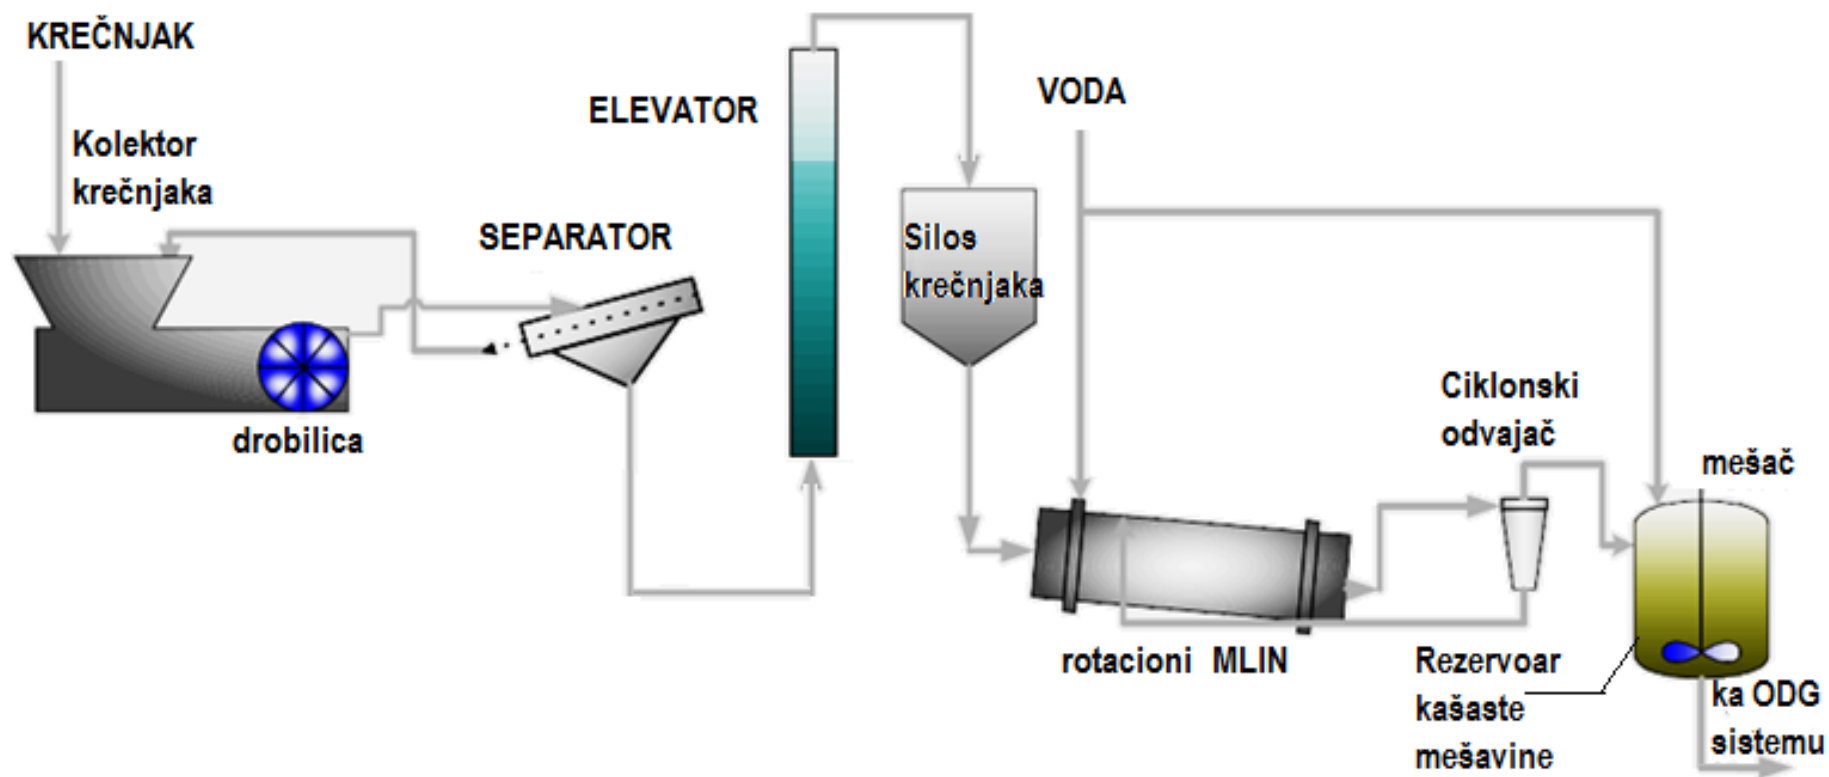 KREČNJAK
Kolektor
krečnjaka
drobilica
SEPARATOR
ELEVATOR
Silos
krečnjaka
VODA
rotacioni MLIN
Ciklonski
odvajač
mešač
Rezervoar
kašaste
mešavine
ka ODG
sistemu